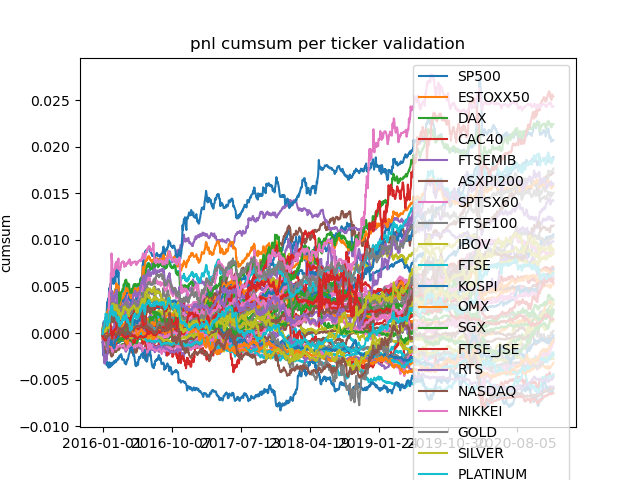 pnl cumsum per ticker validation
cumsum
0.025
0.020
0.015
0.010
0.005
0.000
−0.005
−0.010
2016-01-01
2016-10-07
2017-07-13
2018-04-19
2019-01-24
2019-10-30
2020-08-05
SP500
ESTOXX50
DAX
CAC40
FTSEMIB
ASXPI200
SPTSX60
FTSE100
IBOV
FTSE
KOSPI
OMX
SGX
FTSE_JSE
RTS
NASDAQ
NIKKEI
GOLD
SILVER
PLATINUM